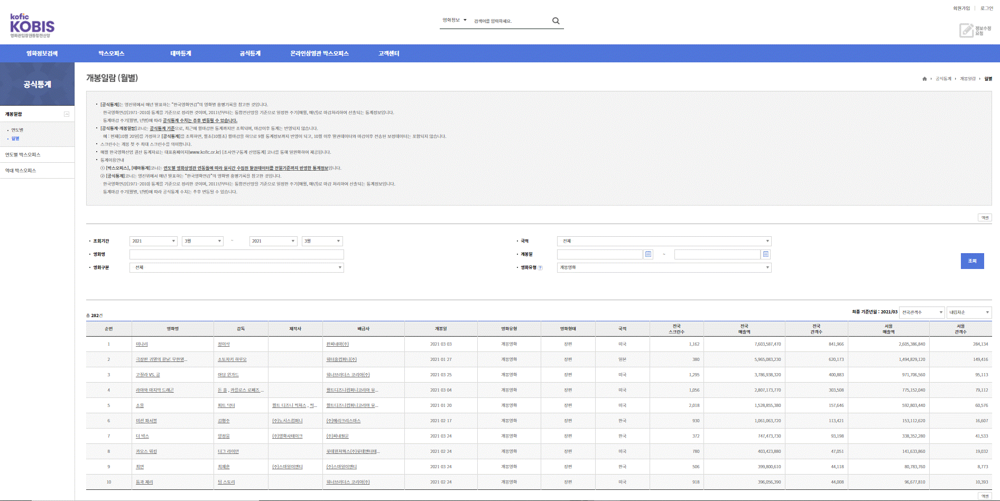 회원가입 | 로그인
kofic
KOBIS
영화관입장권통합전산망
영화정보 검색어를 입력하세요.
정보수정
요청
영화정보검색 박스오피스 테마통계 공식통계 온라인상영관 박스오피스 고객센터
공식통계
개봉일람
연도별
월별
연도별 박스오피스
역대 박스오피스
개봉일람 (월별)
공식통계 개봉일람 월별
[공식통계]는 영진위에서 매년 발표하는 "한국영화연감"의 영화별 흥행기록을 참고한 것입니다.
한국영화연감(1971~2010) 통계를 기준으로 정리한 것이며, 2011년부터는 통합전산망을 기준으로 일정한 주기(매월, 매년)로 마감처리하여 산출되는 통계정보입니다.
통계마감 주기(월별, 년별)에 따라 공식통계 수치는 추후 변동될 수 있습니다.
[공식통계-개봉일람]코너는 공식통계 기준으로, 최근에 월마감한 통계까지만 조회되며, 마감이후 통계는 반영되지 않습니다.
예 : 현재(10월 20일)를 가정하고 [공식통계]를 조회하면, 월초(10월초) 월마감을 하므로 9월 통계정보까지 반영이 되고, 10월 이후 발권데이터와 마감이후 전송된 보정데이터는 포함되지 않습니다.
스크린수는 개봉 첫 주 최대 스크린수를 의미합니다.
매월 한국영화산업 결산 통계자료는 대표홈페이지(www.kofic.or.kr) [조사연구통계 산업통계] 코너를 통해 일원화하여 제공됩니다.
통계이용안내
① [박스오피스], [테마통계]코너는 연도별 영화상영관 연동율에 따라 실시간 수집된 발권데이터를 전일기준까지 반영한 통계정보입니다.
② [공식통계]코너는 영진위에서 매년 발표하는 "한국영화연감"의 영화별 흥행기록을 참고한 것입니다.
한국영화연감(1971~2010) 통계를 기준으로 정리한 것이며, 2011년부터는 통합전산망을 기준으로 일정한 주기(매월, 매년)로 마감 처리하여 산출되는 통계정보입니다.
통계마감 주기(월별, 년별)에 따라 공식통계 수치는 추후 변동될 수 있습니다.
엑셀
조회기간 2021 3월 ~ 2021 3월 국적 --전체--
영화명 개봉일 ~
영화구분 --전체-- 영화유형 ? 개봉영화
조회
총 282건 최종 기준년월 : 2021/03 전국관객수 내림차순
순번 영화명 감독 제작사 배급사 개봉일 영화유형 영화형태 국적 전국 스크린수 전국 매출액 전국 관객수 서울 매출액 서울 관객수
1 미나리 정이삭 판씨네마(주) 2021 03 03 개봉영화 장편 미국 1,162 7,603,587,470 841,966 2,605,386,840 284,134
2 극장판 귀멸의 칼날: 무한열... 소토자키 하루오 워터홀컴퍼니(주) 2021 01 27 개봉영화 장편 일본 380 5,965,083,230 620,173 1,494,829,120 149,416
3 고질라 VS. 콩 아담 윈가드 워너브러더스 코리아(주) 2021 03 25 개봉영화 장편 미국 1,295 3,786,938,320 400,883 971,706,560 95,113
4 라야와 마지막 드래곤 돈 홀 , 카를로스 로페즈 ... 월트디즈니컴퍼니코리아 유... 2021 03 04 개봉영화 장편 미국 1,056 2,807,173,770 303,508 775,152,040 79,112
5 소울 피트 닥터 월트 디즈니 픽쳐스 , 픽... 월트디즈니컴퍼니코리아 유... 2021 01 20 개봉영화 장편 미국 2,018 1,528,855,380 157,646 592,803,440 60,576
6 미션 파서블 김형주 (주)노시스컴퍼니 (주)메리크리스마스 2021 02 17 개봉영화 장편 한국 930 1,061,063,720 113,421 153,112,620 16,607
7 더 박스 양정웅 (주)영화사테이크 (주)씨네필운 2021 03 24 개봉영화 장편 한국 372 747,473,730 93,198 338,352,280 41,533
8 카오스 워킹 더그 라이만 롯데컬처웍스(주)롯데엔터테... 2021 02 24 개봉영화 장편 미국 780 403,423,880 47,051 141,633,860 19,032
9 최면 최재훈 (주)스마일이엔티 (주)스마일이엔티 2021 03 24 개봉영화 장편 한국 506 399,800,610 44,118 80,783,760 8,773
10 톰과 제리 팀 스토리 워너브러더스 코리아(주) 2021 02 24 개봉영화 장편 미국 918 396,056,390 44,008 96,677,810 10,393
엑셀